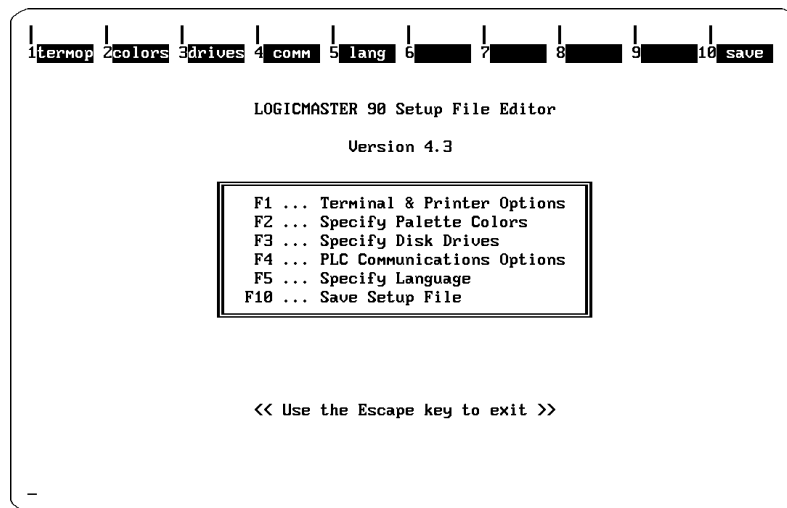 1termop 2colors 3drives 4 comm 5 lang 6 7 8 9 10 save
LOGICMASTER 90 Setup File Editor
Version 4.3
F1 ... Terminal & Printer Options
F2 ... Specify Palette Colors
F3 ... Specify Disk Drives
F4 ... PLC Communications Options
F5 ... Specify Language
F10 ... Save Setup File
<< Use the Escape key to exit >>
_